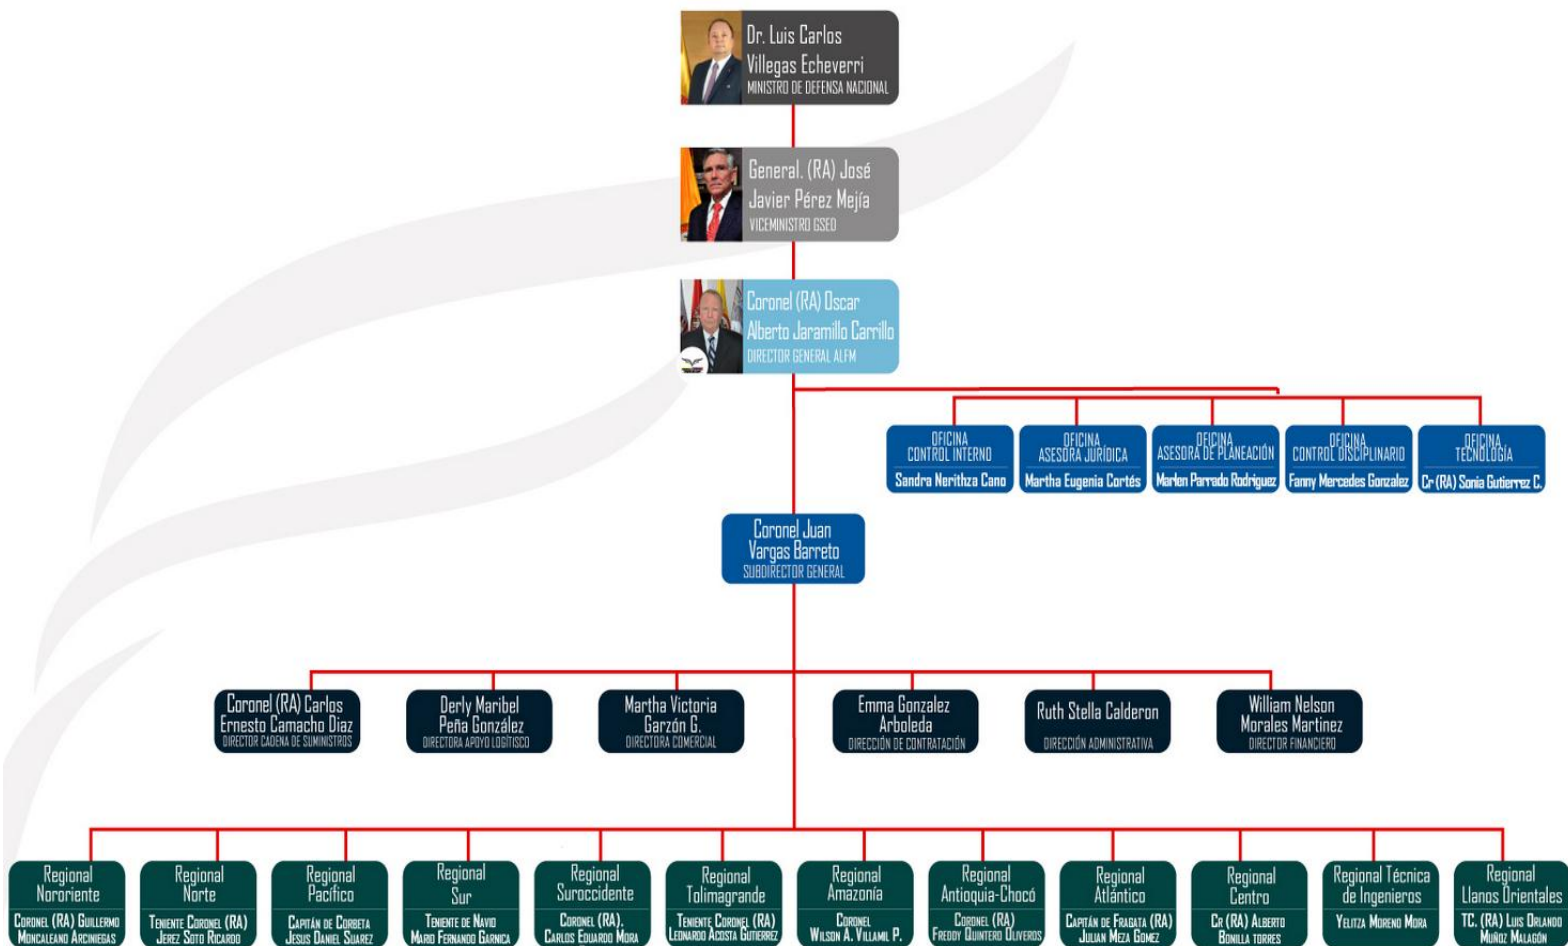 Dr. Luis Carlos
Villegas Echeverri
MINISTRO DE DEFENSA NACIONAL
General. (RA) José
Javier Pérez Mejía
VICEMINISTRO GSED
Coronel (RA) Oscar
Alberto Jaramillo Carrillo
DIRECTOR GENERAL ALFM
OFICINA
CONTROL INTERNO
Sandra Nerithza Cano
OFICINA
ASESORA JURÍDICA
Martha Eugenia Cortés
OFICINA
ASESORA DE PLANEACIÓN
Marlen Parrado Rodriguez
OFICINA
CONTROL DISCIPLINARIO
Fanny Mercedes Gonzalez
OFICINA
TECNOLOGÍA
Cr (RA) Sonia Gutierrez C.
Coronel Juan
Vargas Barreto
SUBDIRECTOR GENERAL
Coronel (RA) Carlos
Ernesto Camacho Diaz
DIRECTOR CADENA DE SUMINISTROS
Derly Maribel
Peña González
DIRECTORA APOYO LOGÍTISCO
Martha Victoria
Garzón G.
DIRECTORA COMERCIAL
Emma Gonzalez
Arboleda
DIRECCIÓN DE CONTRATACIÓN
Ruth Stella Calderon
DIRECCIÓN ADMINISTRATIVA
William Nelson
Morales Martinez
DIRECTOR FINANCIERO
Regional
Nororiente
CORONEL (RA) GUILLERMO
MONCALEANO ARCINIEGAS
Regional
Norte
TENIENTE CORONEL (RA)
JEREZ SOTO RICARDO
Regional
Pacífico
CAPITÁN DE CORBETA
JESUS DANIEL SUAREZ
Regional
Sur
TENIENTE DE NAVIO
MARIO FERNANDO GARNICA
Regional
Suroccidente
CORONEL (RA).
CARLOS EDUARDO MORA
Regional
Tolimagrande
TENIENTE CORONEL (RA)
LEONARDO ACOSTA GUTIERREZ
Regional
Amazonía
CORONEL
WILSON A. VILLAMIL P.
Regional
Antioquia-Chocó
CORONEL (RA)
FREDDY QUINTERO OLIVEROS
Regional
Atlántico
CAPITÁN DE FRAGATA (RA)
JULIAN MEZA GOMEZ
Regional
Centro
CR (RA) ALBERTO
BONILLA TORRES
Regional Técnica
de Ingenieros
YELITZA MORENO MORA
Regional
Llanos Orientales
TC. (RA) LUIS ORLANDO
MUÑOZ MALAGÓN